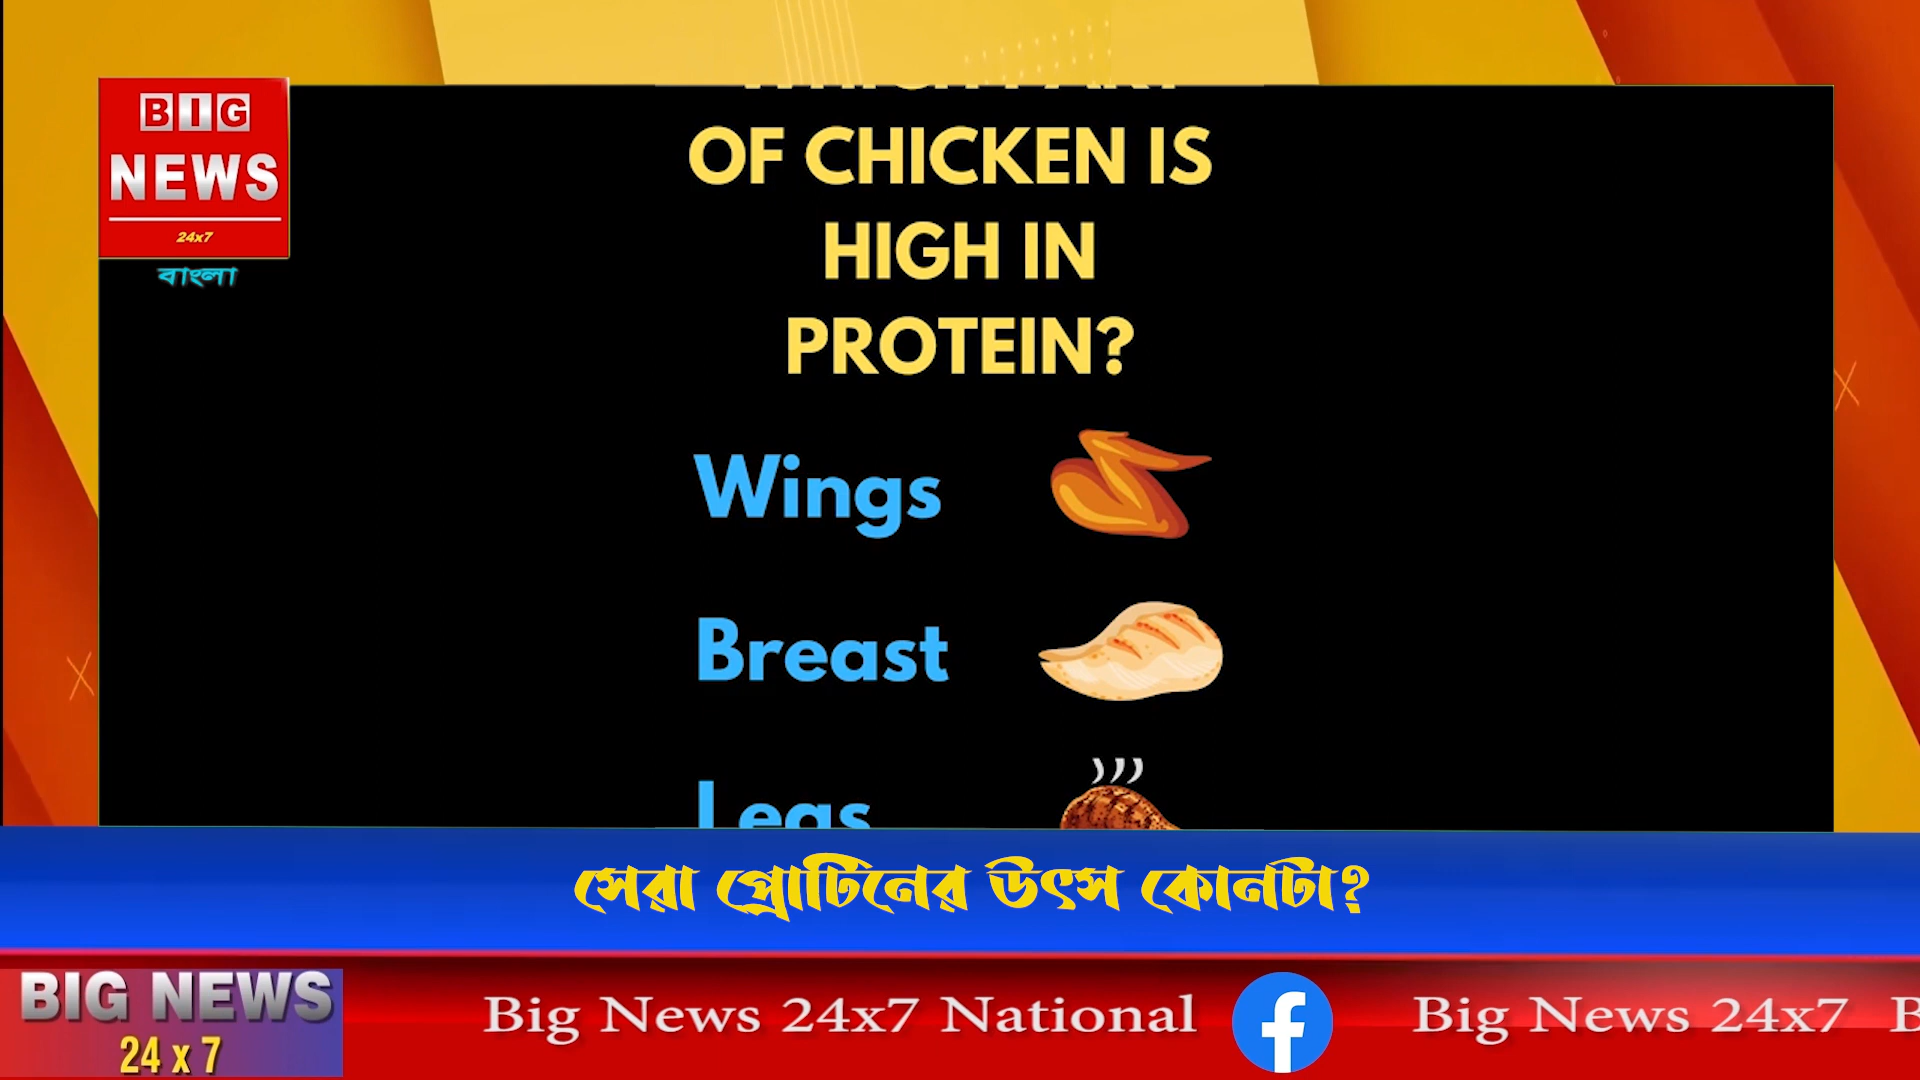 BIG
NEWS
24x7
বাংলা
OF CHICKEN IS
HIGH IN
PROTEIN?
Wings
Breast
Legs
সেরা প্রোটিনের উৎস কোনটা?
BIG NEWS
24 x 7
Big News 24x7 National
Big News 24x7